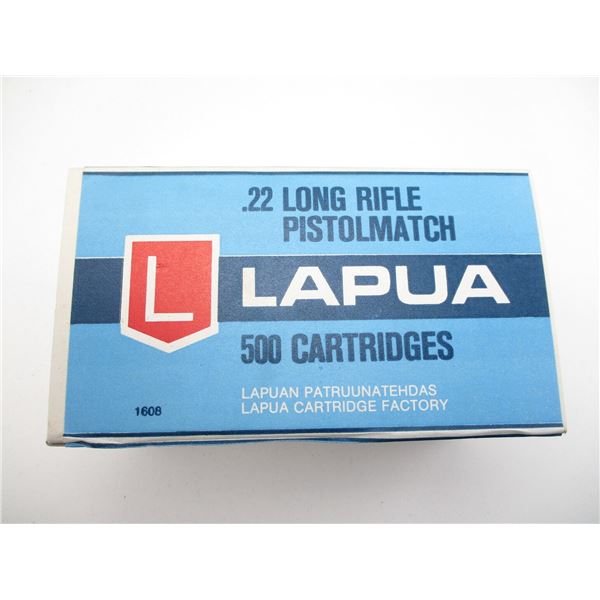 .22 LONG RIFLE
PISTOLMATCH
L LAPUA
500 CARTRIDGES
LAPUAN PATRUUNATEHDAS
LAPUA CARTRIDGE FACTORY
1608